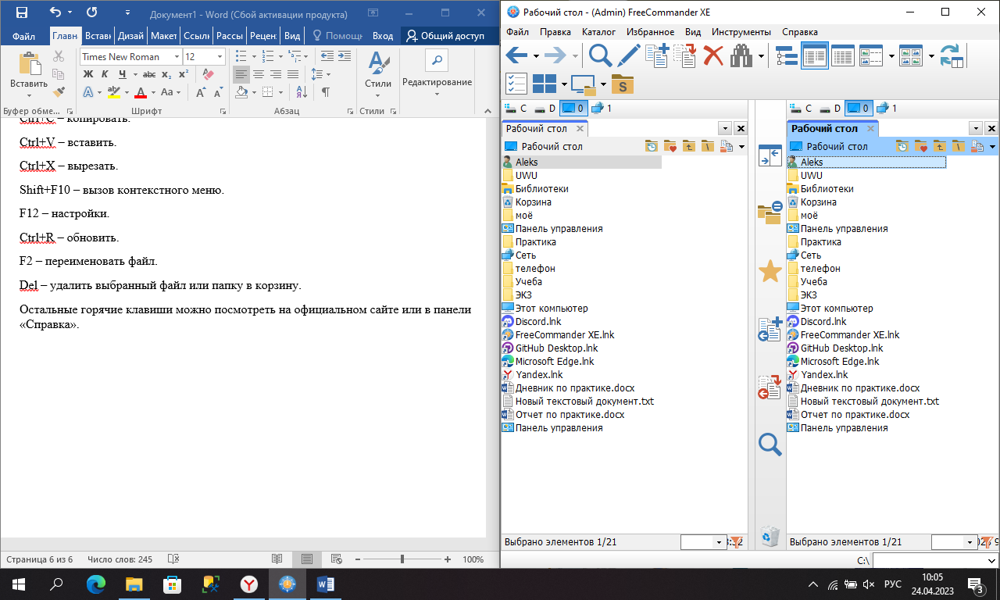 Документ1 - Word (Сбой активации продукта)
Файл Главн Встави Дизай Макет Ссылк Рассы Рецен Вид Помощн Вход Общий доступ
Times New Roman 12
Вставить Ж К Ч abc x₂ x² Стили Редактирование
A aby A Aa A A
Буфер обме... Шрифт Абзац Стили
Ctrl+C – копировать.
Ctrl+V – вставить.
Ctrl+X – вырезать.
Shift+F10 – вызов контекстного меню.
F12 – настройки.
Ctrl+R – обновить.
F2 – переименовать файл.
Del – удалить выбранный файл или папку в корзину.
Остальные горячие клавиши можно посмотреть на официальном сайте или в панели
«Справка».
Страница 6 из 6 Число слов: 245 100%
Рабочий стол - (Admin) FreeCommander XE
Файл Правка Каталог Избранное Вид Инструменты Справка
S
C D 0 1
Рабочий стол
Рабочий стол
Aleks
UWU
Библиотеки
Корзина
моё
Панель управления
Практика
Сеть
телефон
Учеба
ЭКЗ
Этот компьютер
Discord.lnk
FreeCommander XE.lnk
GitHub Desktop.lnk
Microsoft Edge.lnk
Yandex.lnk
Дневник по практике.docx
Новый текстовый документ.txt
Отчет по практике.docx
Панель управления
Выбрано элементов 1/21
C D 0 1
Рабочий стол
Рабочий стол
Aleks
UWU
Библиотеки
Корзина
моё
Панель управления
Практика
Сеть
телефон
Учеба
ЭКЗ
Этот компьютер
Discord.lnk
FreeCommander XE.lnk
GitHub Desktop.lnk
Microsoft Edge.lnk
Yandex.lnk
Дневник по практике.docx
Новый текстовый документ.txt
Отчет по практике.docx
Панель управления
Выбрано элементов 1/21
C:\
РУС 10:05
24.04.2023 3